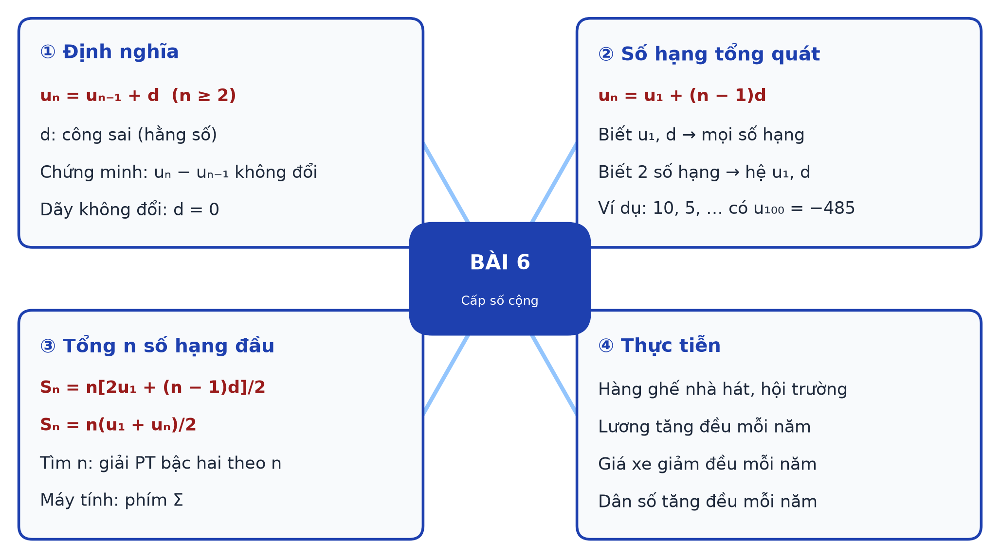 ① Định nghĩa
uₙ = uₙ₋₁ + d (n ≥ 2)
d: công sai (hằng số)
Chứng minh: uₙ − uₙ₋₁ không đổi
Dãy không đổi: d = 0
② Số hạng tổng quát
uₙ = u₁ + (n − 1)d
Biết u₁, d → mọi số hạng
Biết 2 số hạng → hệ u₁, d
Ví dụ: 10, 5, … có u₁₀₀ = −485
BÀI 6
Cấp số cộng
③ Tổng n số hạng đầu
Sₙ = n[2u₁ + (n − 1)d]/2
Sₙ = n(u₁ + uₙ)/2
Tìm n: giải PT bậc hai theo n
Máy tính: phím Σ
④ Thực tiễn
Hàng ghế nhà hát, hội trường
Lương tăng đều mỗi năm
Giá xe giảm đều mỗi năm
Dân số tăng đều mỗi năm